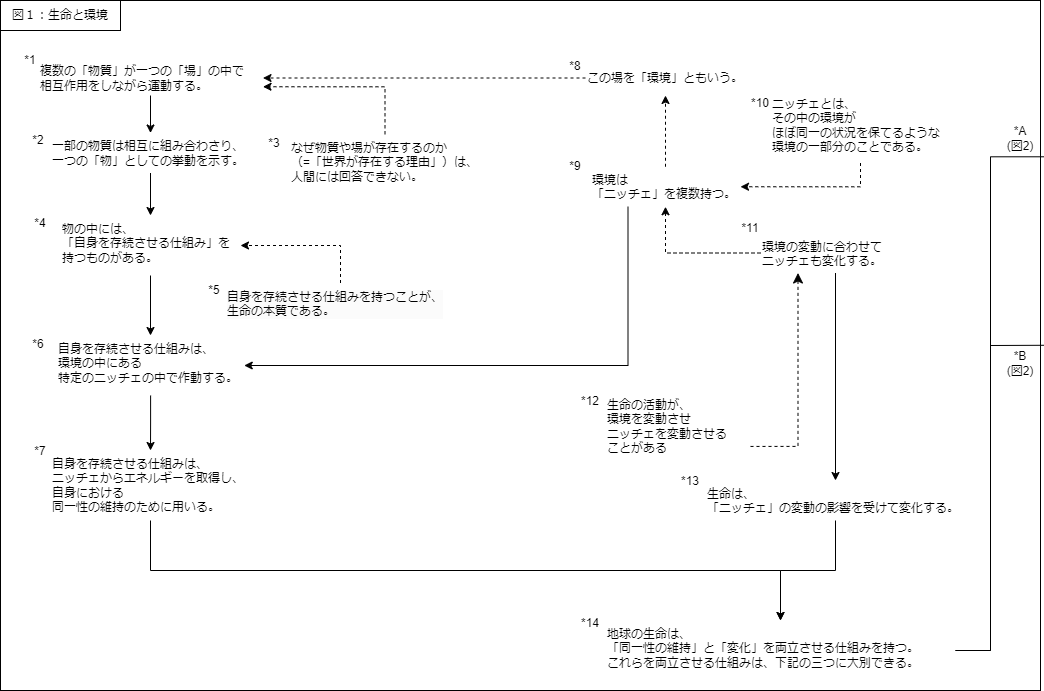 図１：生命と環境
*1
複数の「物質」が一つの「場」の中で
相互作用をしながら運動する。
*2
一部の物質は相互に組み合わさり、
一つの「物」としての挙動を示す。
*3
なぜ物質や場が存在するのか
（=「世界が存在する理由」）は、
人間には回答できない。
*4
物の中には、
「自身を存続させる仕組み」を
持つものがある。
*5
自身を存続させる仕組みを持つことが、
生命の本質である。
*6
自身を存続させる仕組みは、
環境の中にある
特定のニッチェの中で作動する。
*7
自身を存続させる仕組みは、
ニッチェからエネルギーを取得し、
自身における
同一性の維持のために用いる。
*8
この場を「環境」ともいう。
*9
環境は
「ニッチェ」を複数持つ。
*10
ニッチェとは、
その中の環境が
ほぼ同一の状況を保てるような
環境の一部分のことである。
*11
環境の変動に合わせて
ニッチェも変化する。
*12
生命の活動が、
環境を変動させ
ニッチェを変動させる
ことがある
*13
生命は、
「ニッチェ」の変動の影響を受けて変化する。
*14
地球の生命は、
「同一性の維持」と「変化」を両立させる仕組みを持つ。
これらを両立させる仕組みは、下記の三つに大別できる。
*A
(図2)
*B
(図2)